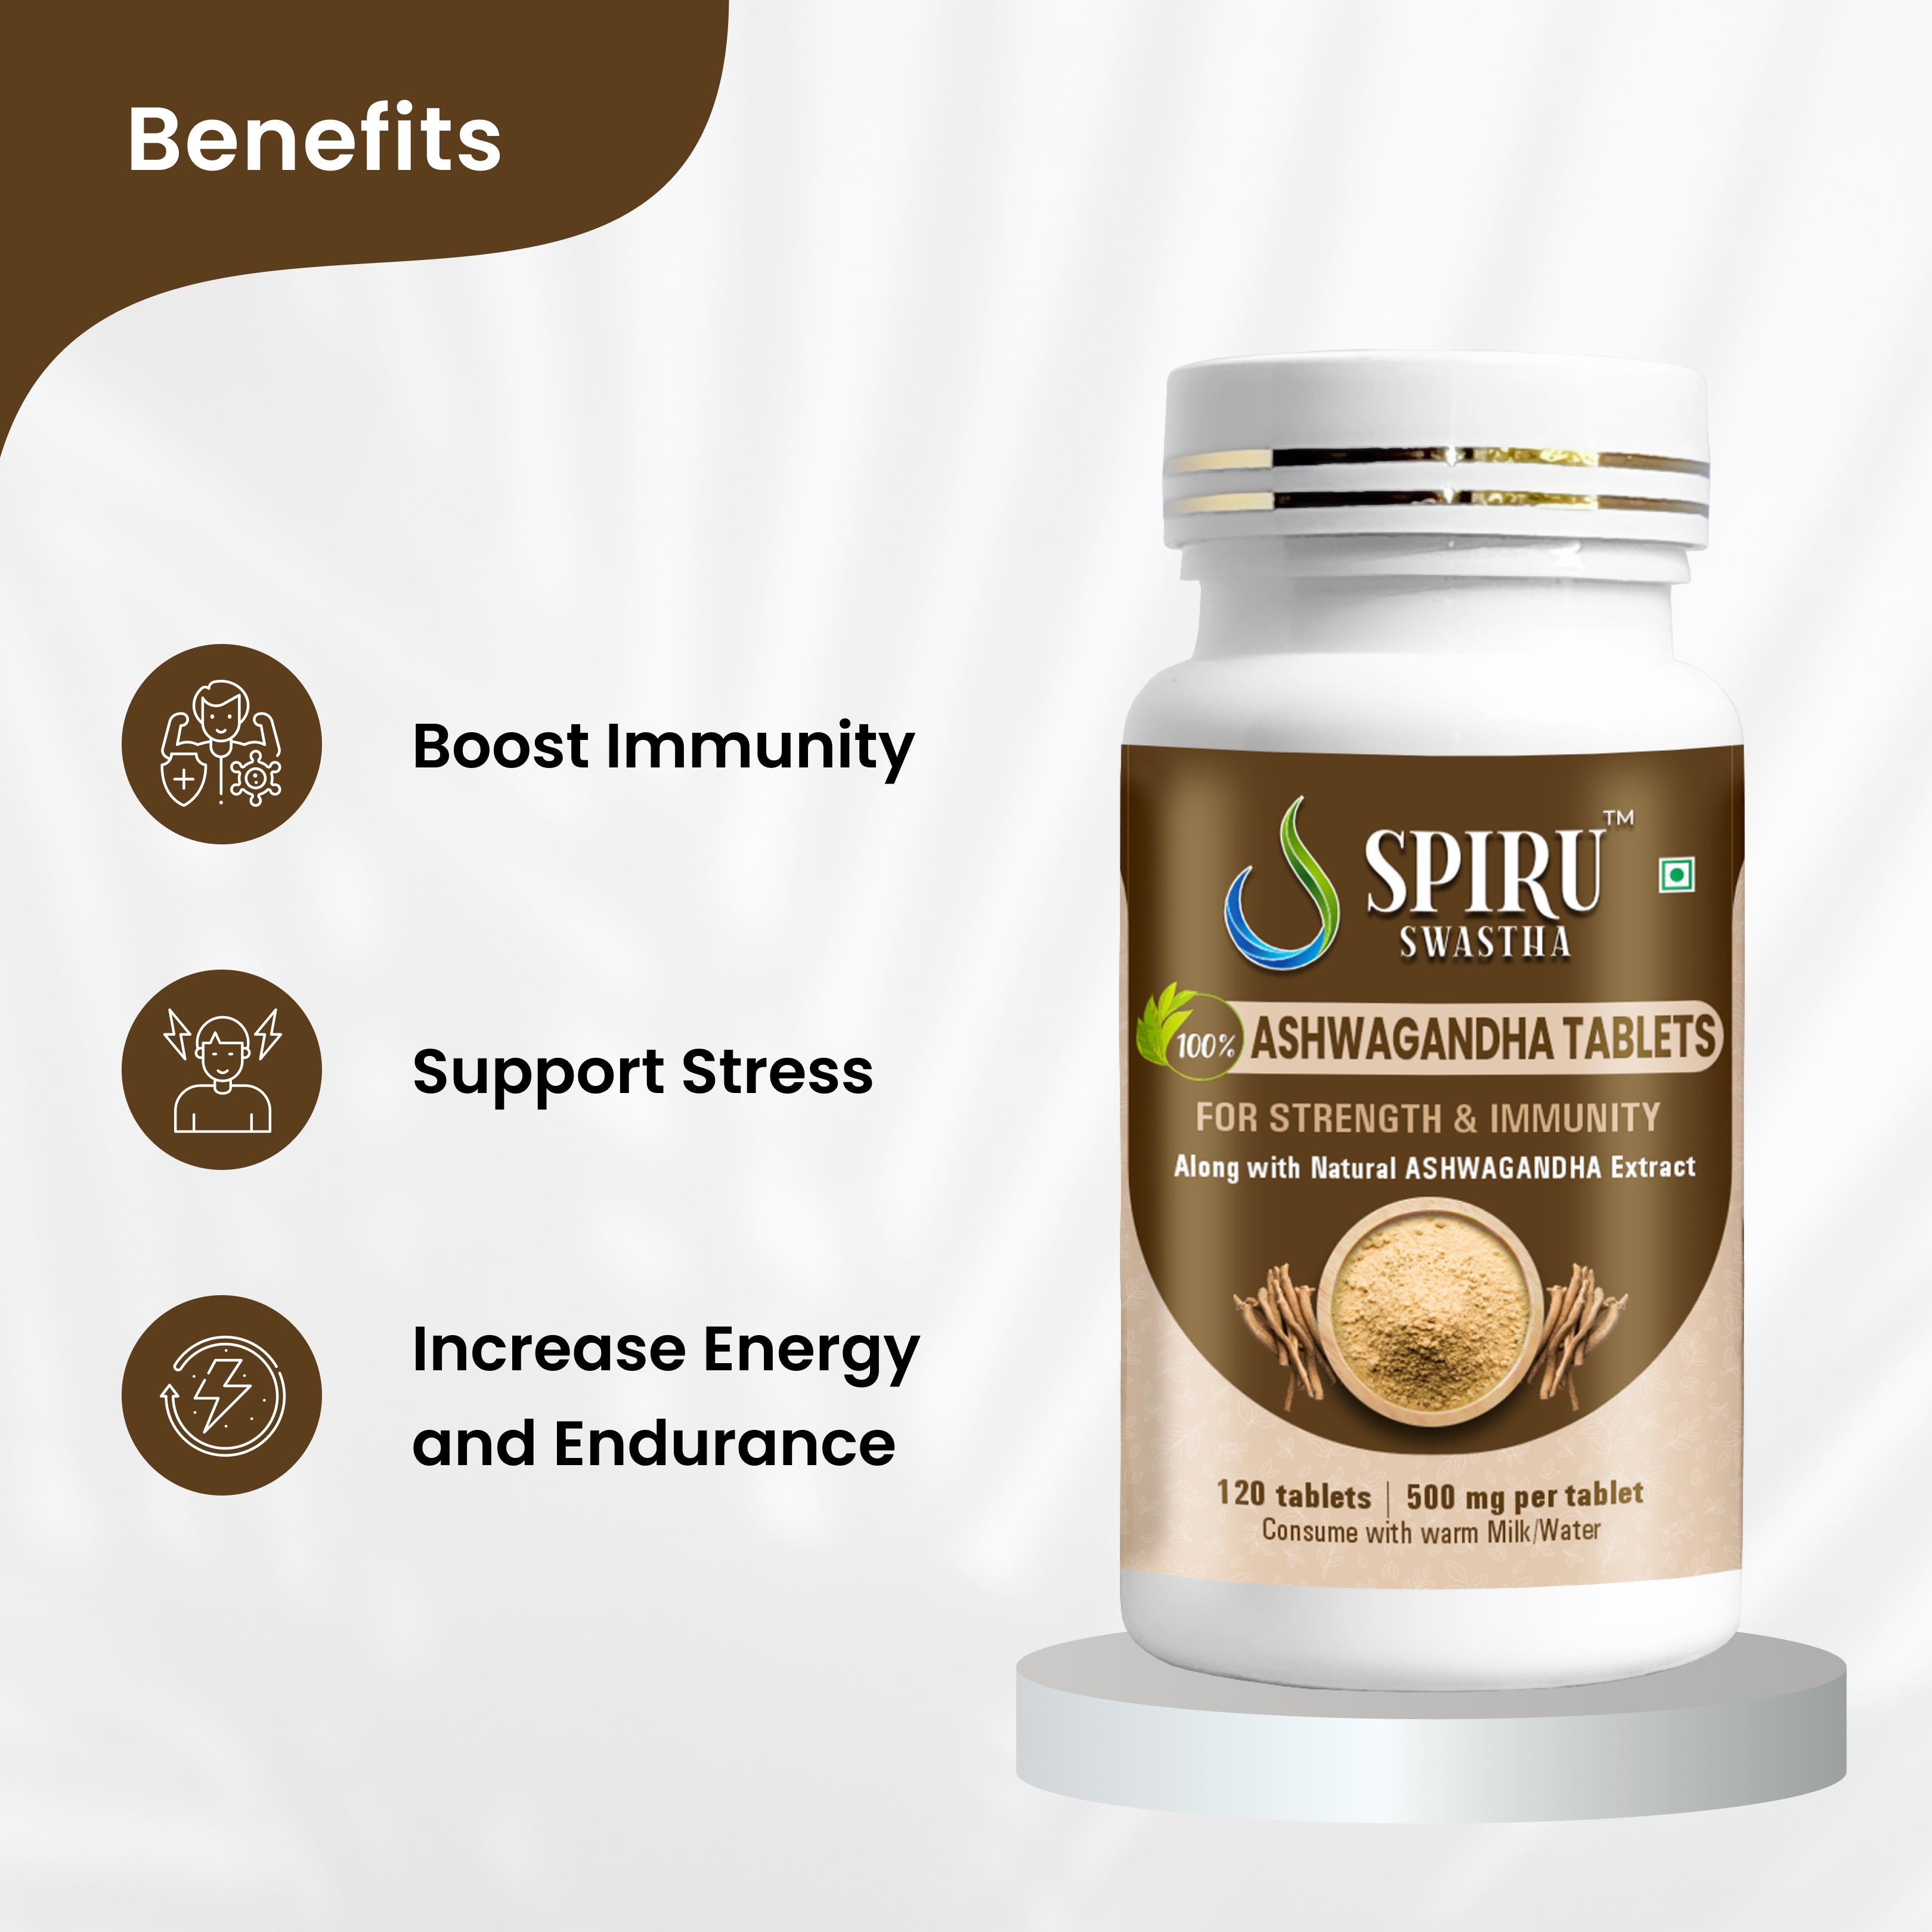 Benefits
Boost Immunity
Support Stress
Increase Energy
and Endurance
SPIRU™
SWASTHA
100% ASHWAGANDHA TABLETS
FOR STRENGTH & IMMUNITY
Along with Natural ASHWAGANDHA Extract
120 tablets | 500 mg per tablet
Consume with warm Milk/Water